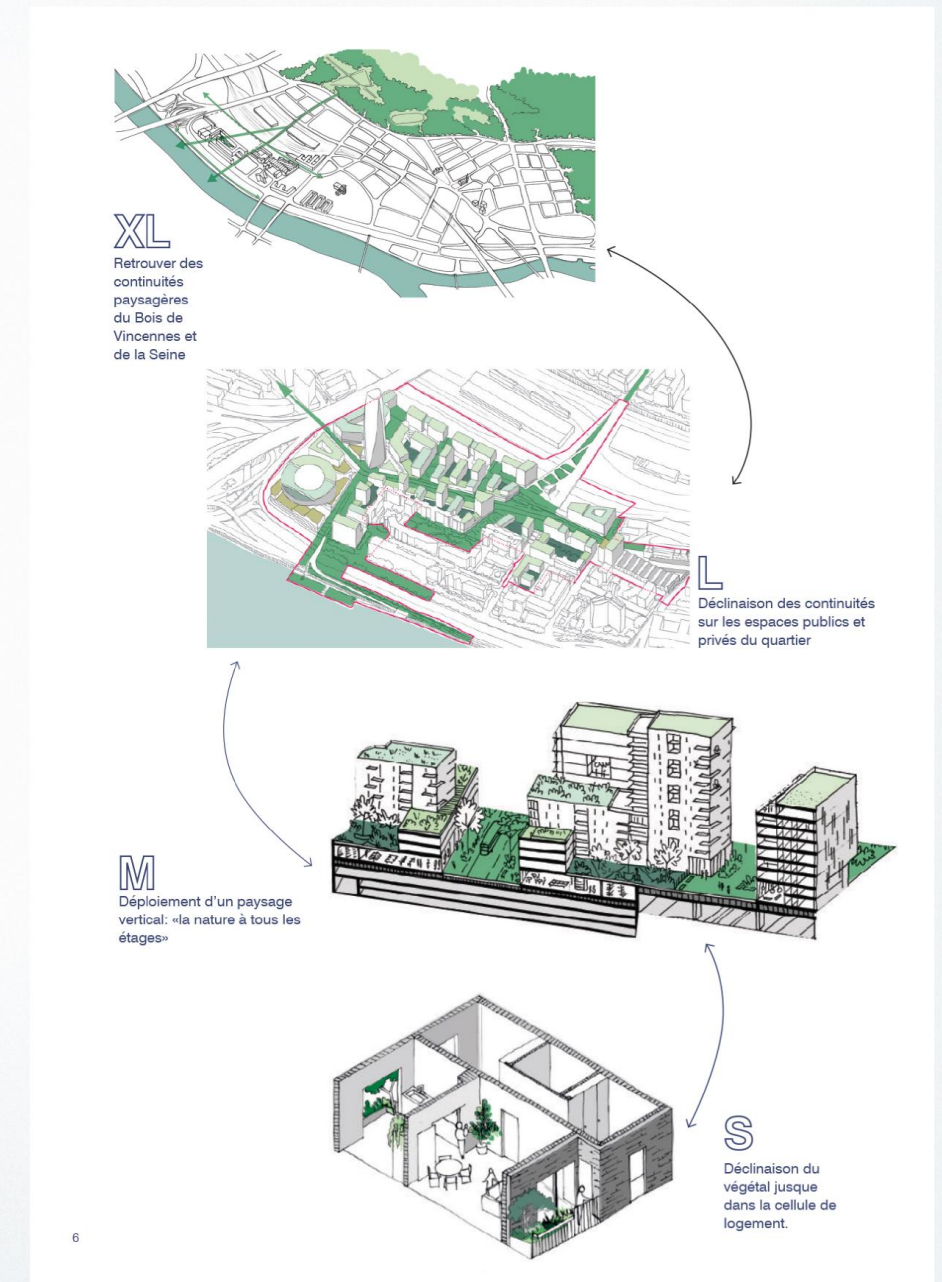 XL
Retrouver des
continuités
paysagères
du Bois de
Vincennes et
de la Seine
L
Déclinaison des continuités
sur les espaces publics et
privés du quartier
M
Déploiement d'un paysage
vertical: «la nature à tous les
étages»
S
Déclinaison du
végétal jusque
dans la cellule de
logement.
6